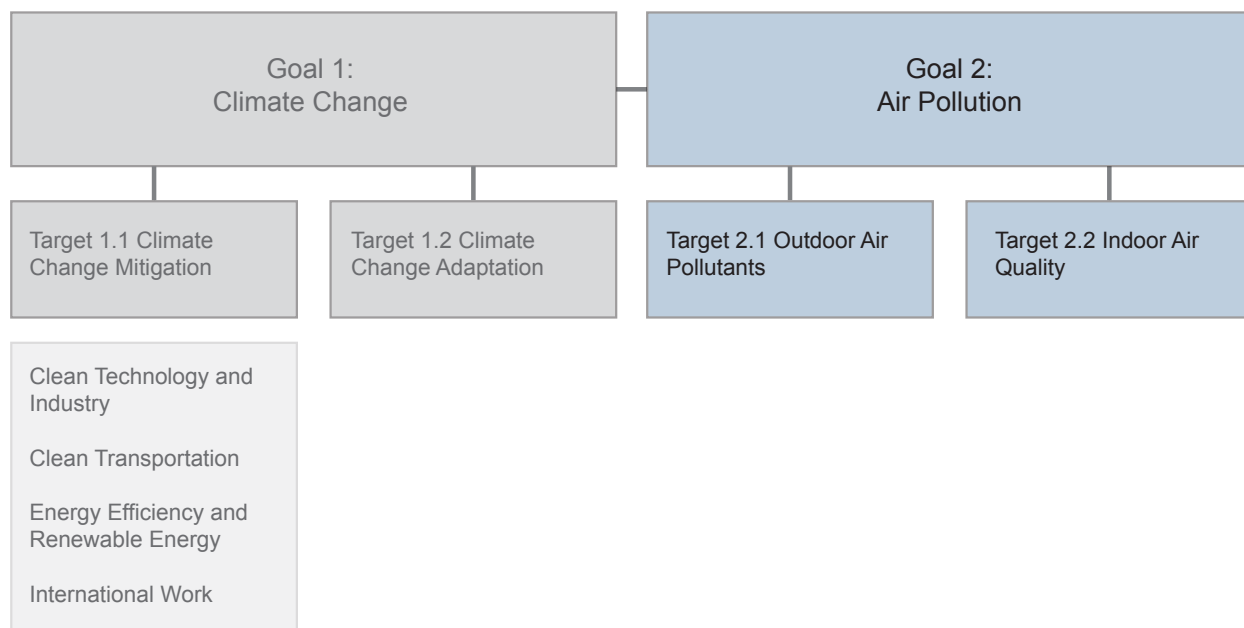 Goal 1:
Climate Change
Goal 2:
Air Pollution
Target 1.1 Climate
Change Mitigation
Target 1.2 Climate
Change Adaptation
Target 2.1 Outdoor Air
Pollutants
Target 2.2 Indoor Air
Quality
Clean Technology and
Industry
Clean Transportation
Energy Efficiency and
Renewable Energy
International Work